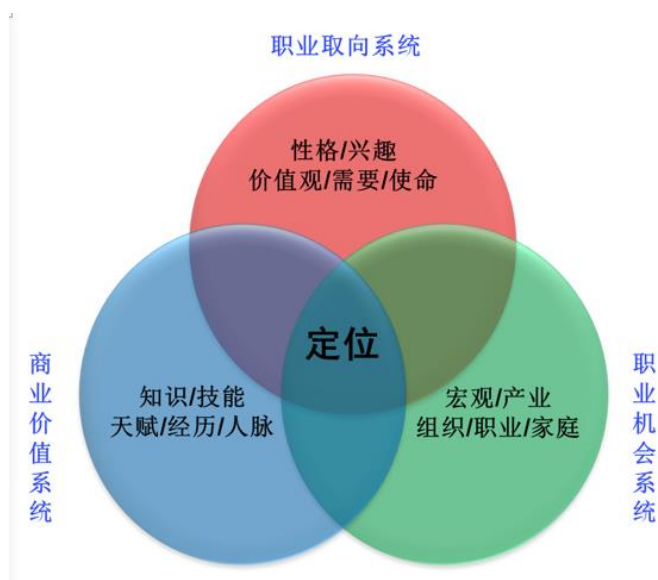 职业取向系统
性格/兴趣
价值观/需要/使命
定位
商业价值系统
知识/技能
天赋/经历/人脉
宏观/产业
组织/职业/家庭
职业机会系统